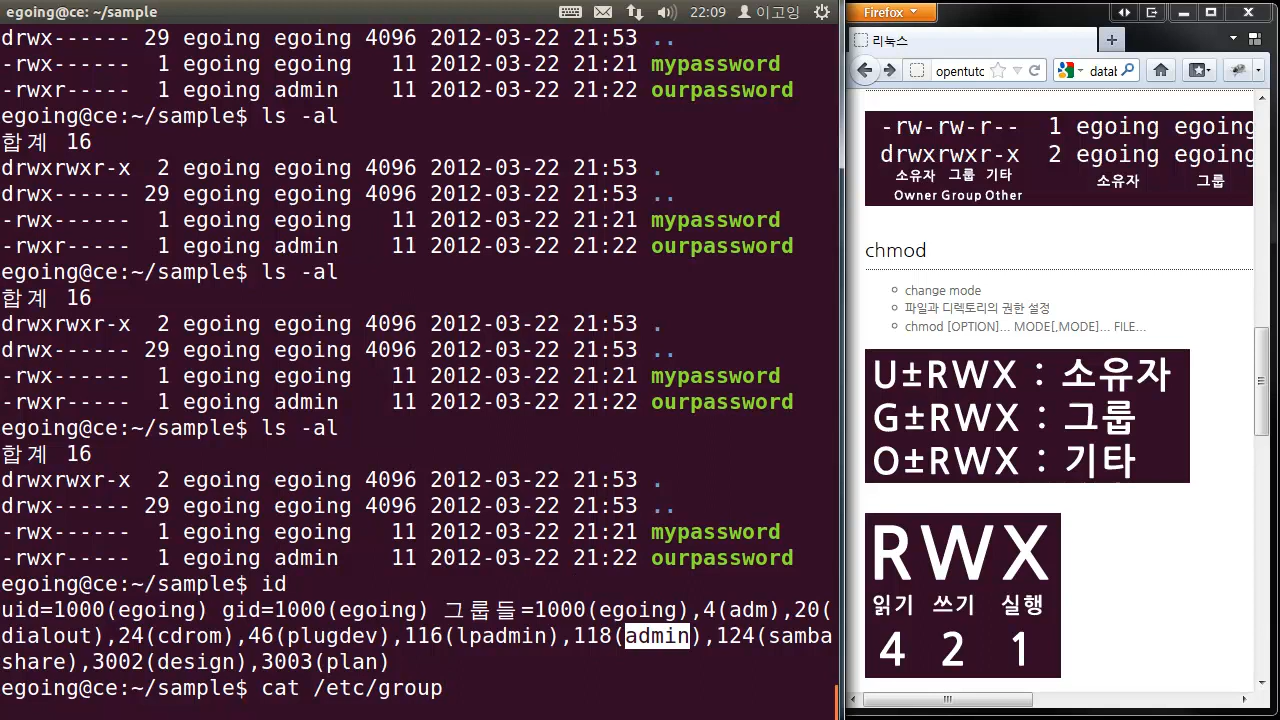 egoing@ce: ~/sample
22:09
이고잉
drwx------ 29 egoing egoing 4096 2012-03-22 21:53 ..
-rwx------  1 egoing egoing   11 2012-03-22 21:21 mypassword
-rwxr-----  1 egoing egoing   11 2012-03-22 21:22 ourpassword
egoing@ce:~/sample$ ls -al
합계 16
drwxrwxr-x  2 egoing egoing 4096 2012-03-22 21:53 .
drwx------ 29 egoing egoing 4096 2012-03-22 21:53 ..
-rwx------  1 egoing egoing   11 2012-03-22 21:21 mypassword
-rwxr-----  1 egoing admin    11 2012-03-22 21:22 ourpassword
egoing@ce:~/sample$ ls -al
합계 16
drwxrwxr-x  2 egoing egoing 4096 2012-03-22 21:53 .
drwx------ 29 egoing egoing 4096 2012-03-22 21:53 ..
-rwx------  1 egoing egoing   11 2012-03-22 21:21 mypassword
-rwxr-----  1 egoing admin    11 2012-03-22 21:22 ourpassword
egoing@ce:~/sample$ ls -al
합계 16
drwxrwxr-x  2 egoing egoing 4096 2012-03-22 21:53 .
drwx------ 29 egoing egoing 4096 2012-03-22 21:53 ..
-rwx------  1 egoing egoing   11 2012-03-22 21:21 mypassword
-rwxr-----  1 egoing admin    11 2012-03-22 21:22 ourpassword
egoing@ce:~/sample$ id
uid=1000(egoing) gid=1000(egoing) 그룹들=1000(egoing),4(adm),20(
dialout),24(cdrom),46(plugdev),116(lpadmin),118(admin),124(samba
share),3002(design),3003(plan)
egoing@ce:~/sample$ cat /etc/group
Firefox
리눅스
opentuto
datab
-rw-rw-r--  1 egoing egoing
drwxrwxr-x  2 egoing egoing
소유자 그룹 기타 소유자 그룹
Owner Group Other
chmod
change mode
파일과 디렉토리의 권한 설정
chmod [OPTION]... MODE[,MODE]... FILE...
U±RWX : 소유자
G±RWX : 그룹
O±RWX : 기타
RWX
읽기 쓰기 실행
4 2 1